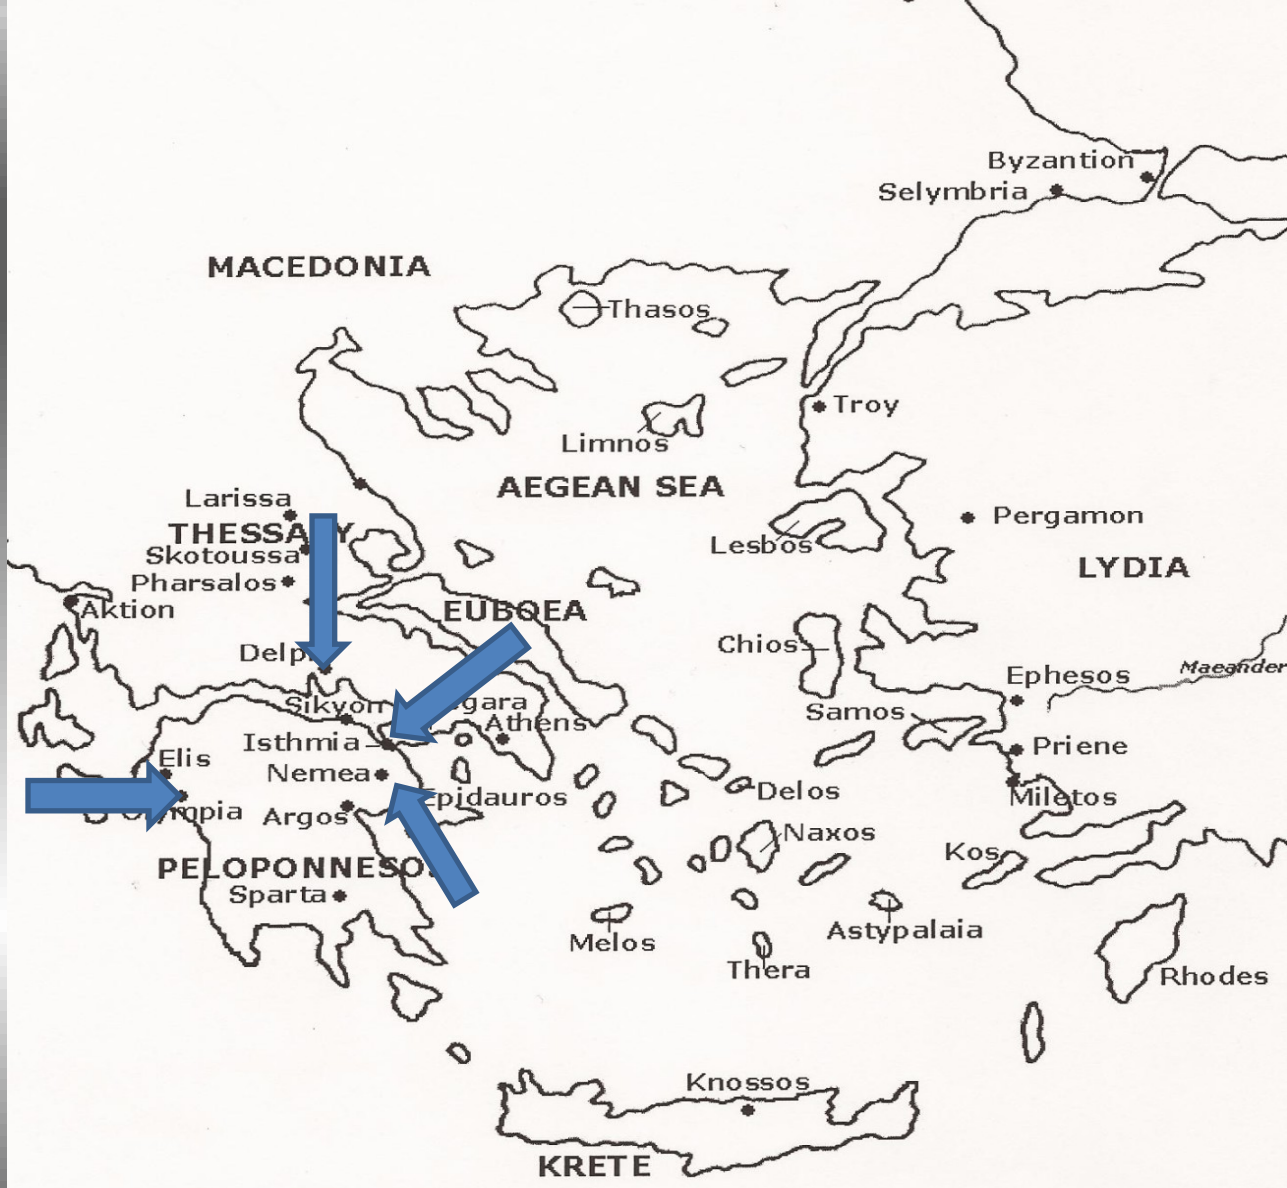 Byzantion
Selymbria
MACEDONIA
Thasos
Troy
Limnos
AEGEAN SEA
Larissa
Pergamon
Lesbos
Skotoussa
LYDIA
Pharsalos
Aktion
EUBOEA
Chios
Ephesos
Maeander
Sikyon
Samos
Athens
Isthmia
Priene
Elis
Nemea
Delos
Epidauros
Miletos
Argos
Naxos
Kos
Sparta
Melos
Astypalaia
Thera
Rhodes
Knossos
KRETE